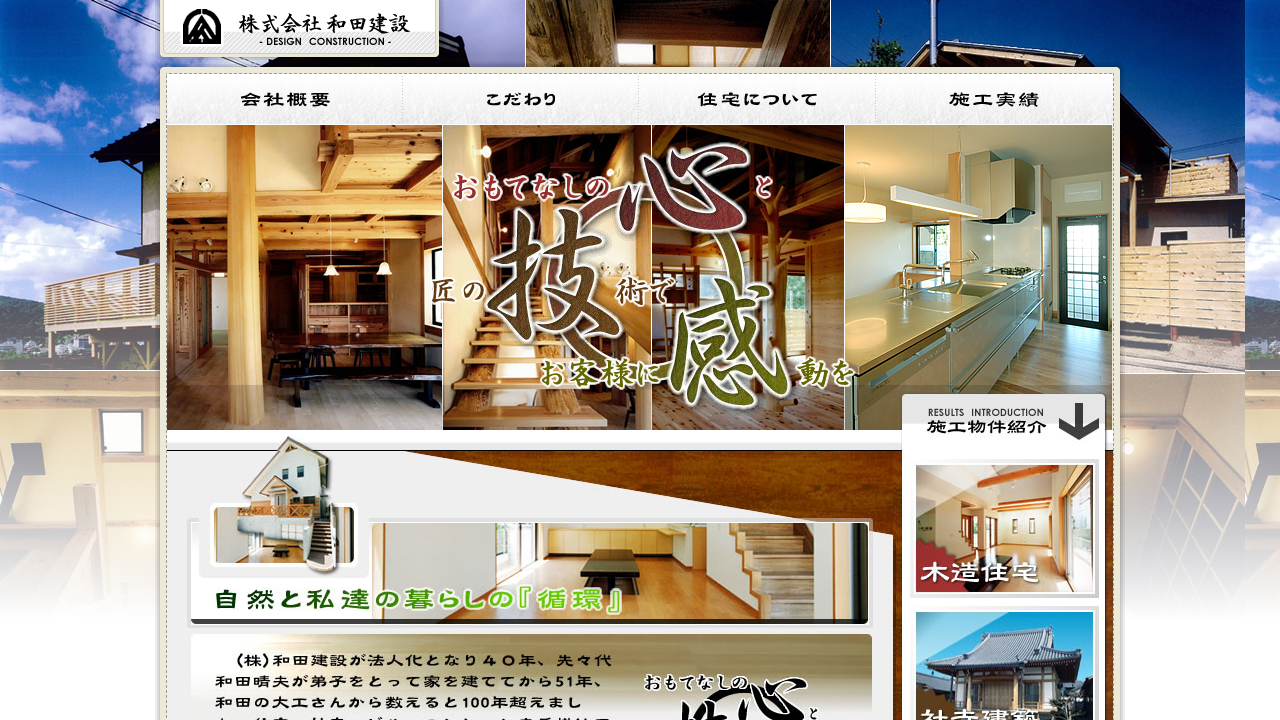 株式会社 和田建設
- DESIGN CONSTRUCTION -
会社概要
こだわり
住宅について
施工実績
おもてなしの心と
匠の技術で
お客様に感動を
RESULTS INTRODUCTION
施工物件紹介
木造住宅
社寺建築
自然と私達の暮らしの『循環』
(株)和田建設が法人化となり４０年、先々代
和田晴夫が弟子をとって家を建ててから51年、
和田の大工さんから数えると100年超えまし
おもてなしの心と